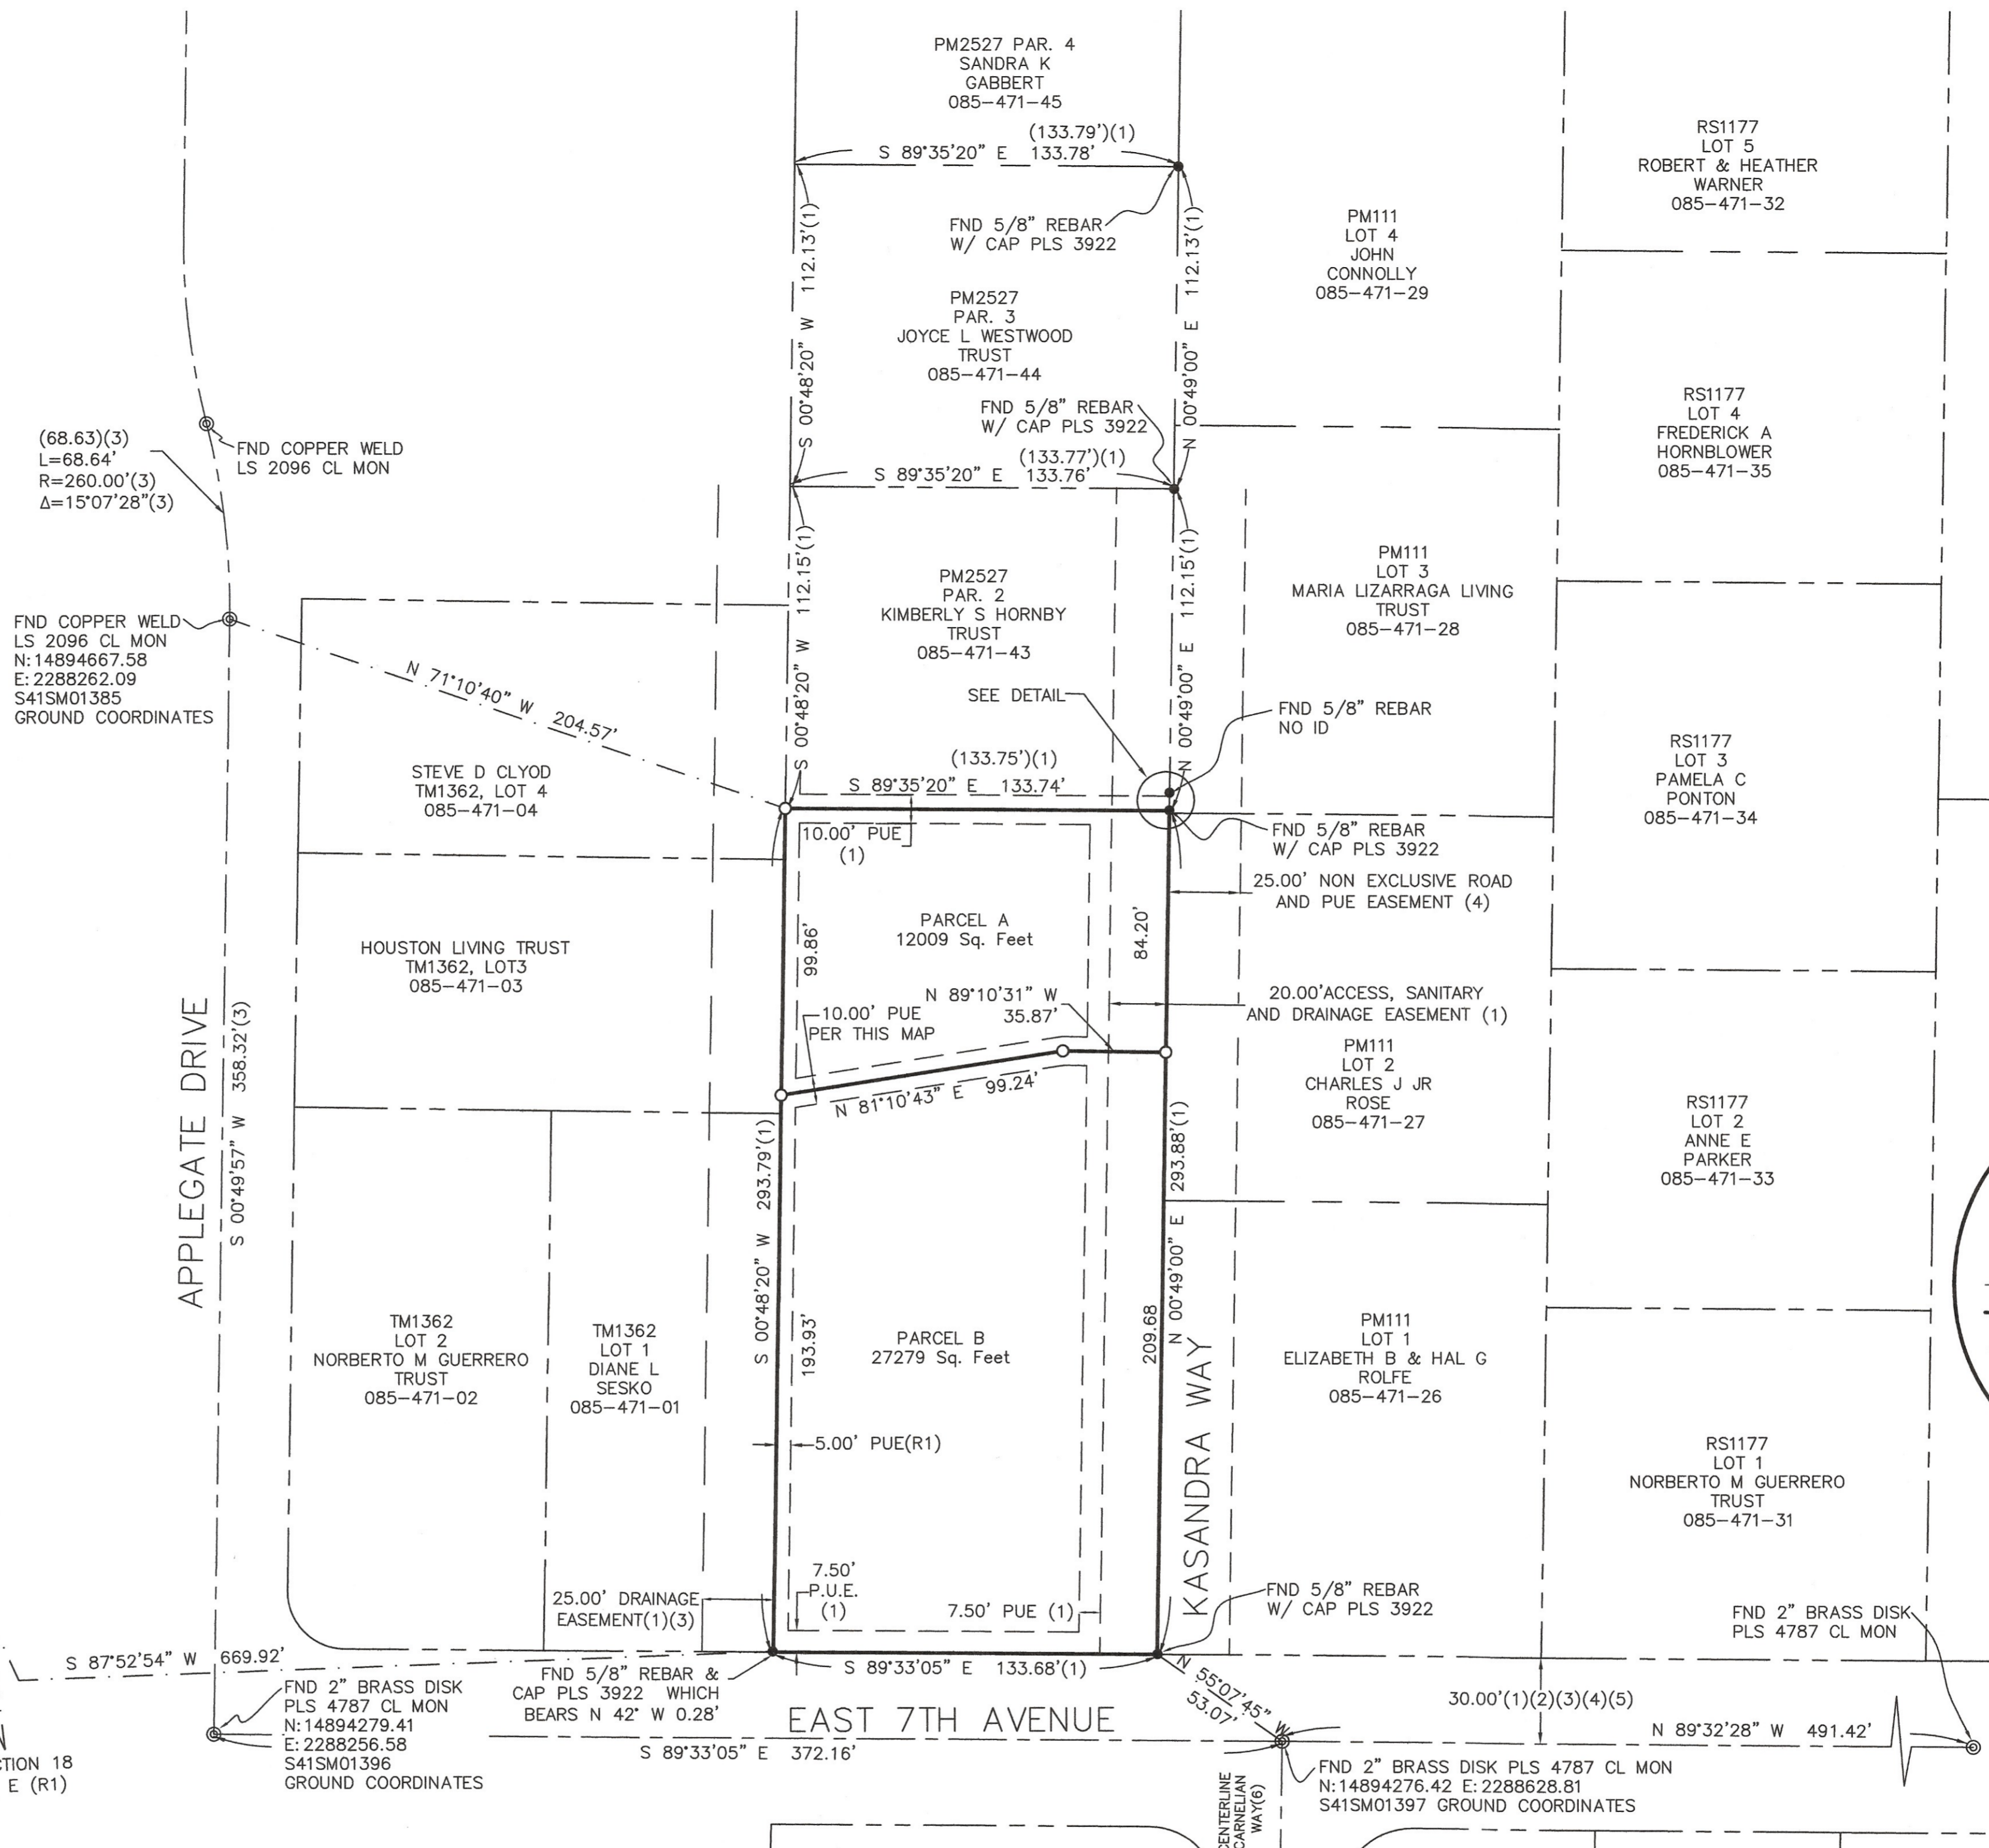 PM2527 PAR. 4
SANDRA K
GABBERT
085-471-45
(133.79')(1)
S 89°35'20" E 133.78'
FND 5/8" REBAR
W/ CAP PLS 3922
S 00°48'20" W 112.13'(1)
N 00°49'00" E 112.13'(1)
PM2527
PAR. 3
JOYCE L WESTWOOD
TRUST
085-471-44
FND 5/8" REBAR
W/ CAP PLS 3922
(133.77')(1)
S 89°35'20" E 133.76'
PM111
LOT 4
JOHN
CONNOLLY
085-471-29
RS1177
LOT 5
ROBERT & HEATHER
WARNER
085-471-32
RS1177
LOT 4
FREDERICK A
HORNBLOWER
085-471-35
(68.63)(3)
L=68.64'
R=260.00'(3)
Δ=15°07'28"(3)
FND COPPER WELD
LS 2096 CL MON
FND COPPER WELD
LS 2096 CL MON
N:14894667.58
E:2288262.09
S41SM01385
GROUND COORDINATES
N 71°10'40" W 204.57'
S 00°48'20" W 112.15'(1)
N 00°49'00" E 112.15'(1)
PM2527
PAR. 2
KIMBERLY S HORNBY
TRUST
085-471-43
SEE DETAIL
(133.75')(1)
S 89°35'20" E 133.74'
PM111
LOT 3
MARIA LIZARRAGA LIVING
TRUST
085-471-28
FND 5/8" REBAR
NO ID
FND 5/8" REBAR
W/ CAP PLS 3922
25.00' NON EXCLUSIVE ROAD
AND PUE EASEMENT (4)
RS1177
LOT 3
PAMELA C
PONTON
085-471-34
STEVE D CLYOD
TM1362, LOT 4
085-471-04
HOUSTON LIVING TRUST
TM1362, LOT3
085-471-03
10.00' PUE
(1)
PARCEL A
12009 Sq. Feet
99.86'
84.20'
N 89°10'31" W
35.87'
10.00' PUE
PER THIS MAP
N 81°10'43" E 99.24'
20.00'ACCESS, SANITARY
AND DRAINAGE EASEMENT (1)
PM111
LOT 2
CHARLES J JR
ROSE
085-471-27
RS1177
LOT 2
ANNE E
PARKER
085-471-33
APPLEGATE DRIVE
S 00°49'57" W 358.32'(3)
S 00°48'20" W 293.79'(1)
193.93'
N 00°49'00" E 293.88'(1)
209.68
PARCEL B
27279 Sq. Feet
TM1362
LOT 2
NORBERTO M GUERRERO
TRUST
085-471-02
TM1362
LOT 1
DIANE L
SESKO
085-471-01
PM111
LOT 1
ELIZABETH B & HAL G
ROLFE
085-471-26
RS1177
LOT 1
NORBERTO M GUERRERO
TRUST
085-471-31
KASANDRA WAY
5.00' PUE(R1)
7.50'
P.U.E.
(1)
7.50' PUE (1)
25.00' DRAINAGE
EASEMENT(1)(3)
FND 5/8" REBAR
W/ CAP PLS 3922
FND 2" BRASS DISK
PLS 4787 CL MON
S 87°52'54" W 669.92'
FND 2" BRASS DISK
PLS 4787 CL MON
N:14894279.41
E:2288256.58
S41SM01396
GROUND COORDINATES
FND 5/8" REBAR &
CAP PLS 3922 WHICH
BEARS N 42° W 0.28'
S 89°33'05" E 133.68'(1)
EAST 7TH AVENUE
S 89°33'05" E 372.16'
N 55°07'45" W
53.07'
30.00'(1)(2)(3)(4)(5)
N 89°32'28" W 491.42'
FND 2" BRASS DISK PLS 4787 CL MON
N:14894276.42 E:2288628.81
S41SM01397 GROUND COORDINATES
CENTERLINE
CARNELIAN
WAY(6)
TION 18
E (R1)